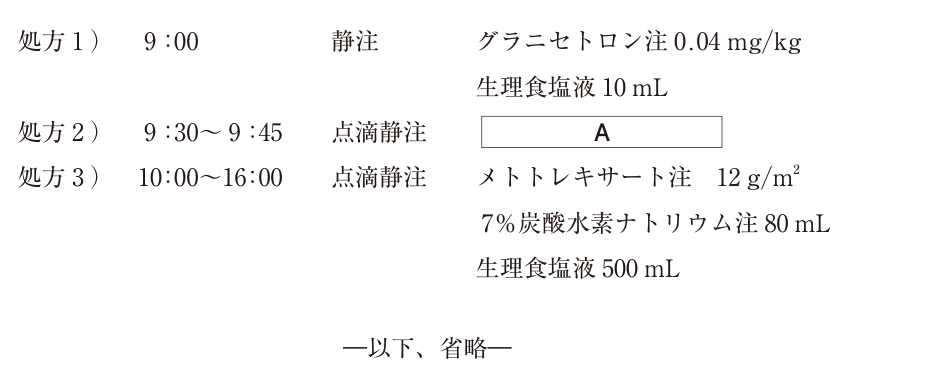 処方1） 9:00 静注 グラニセトロン注 0.04 mg/kg
生理食塩液 10 mL
処方2） 9:30〜9:45 点滴静注 A
処方3） 10:00〜16:00 点滴静注 メトトレキサート注 12 g/m²
7％炭酸水素ナトリウム注 80 mL
生理食塩液 500 mL
―以下、省略―